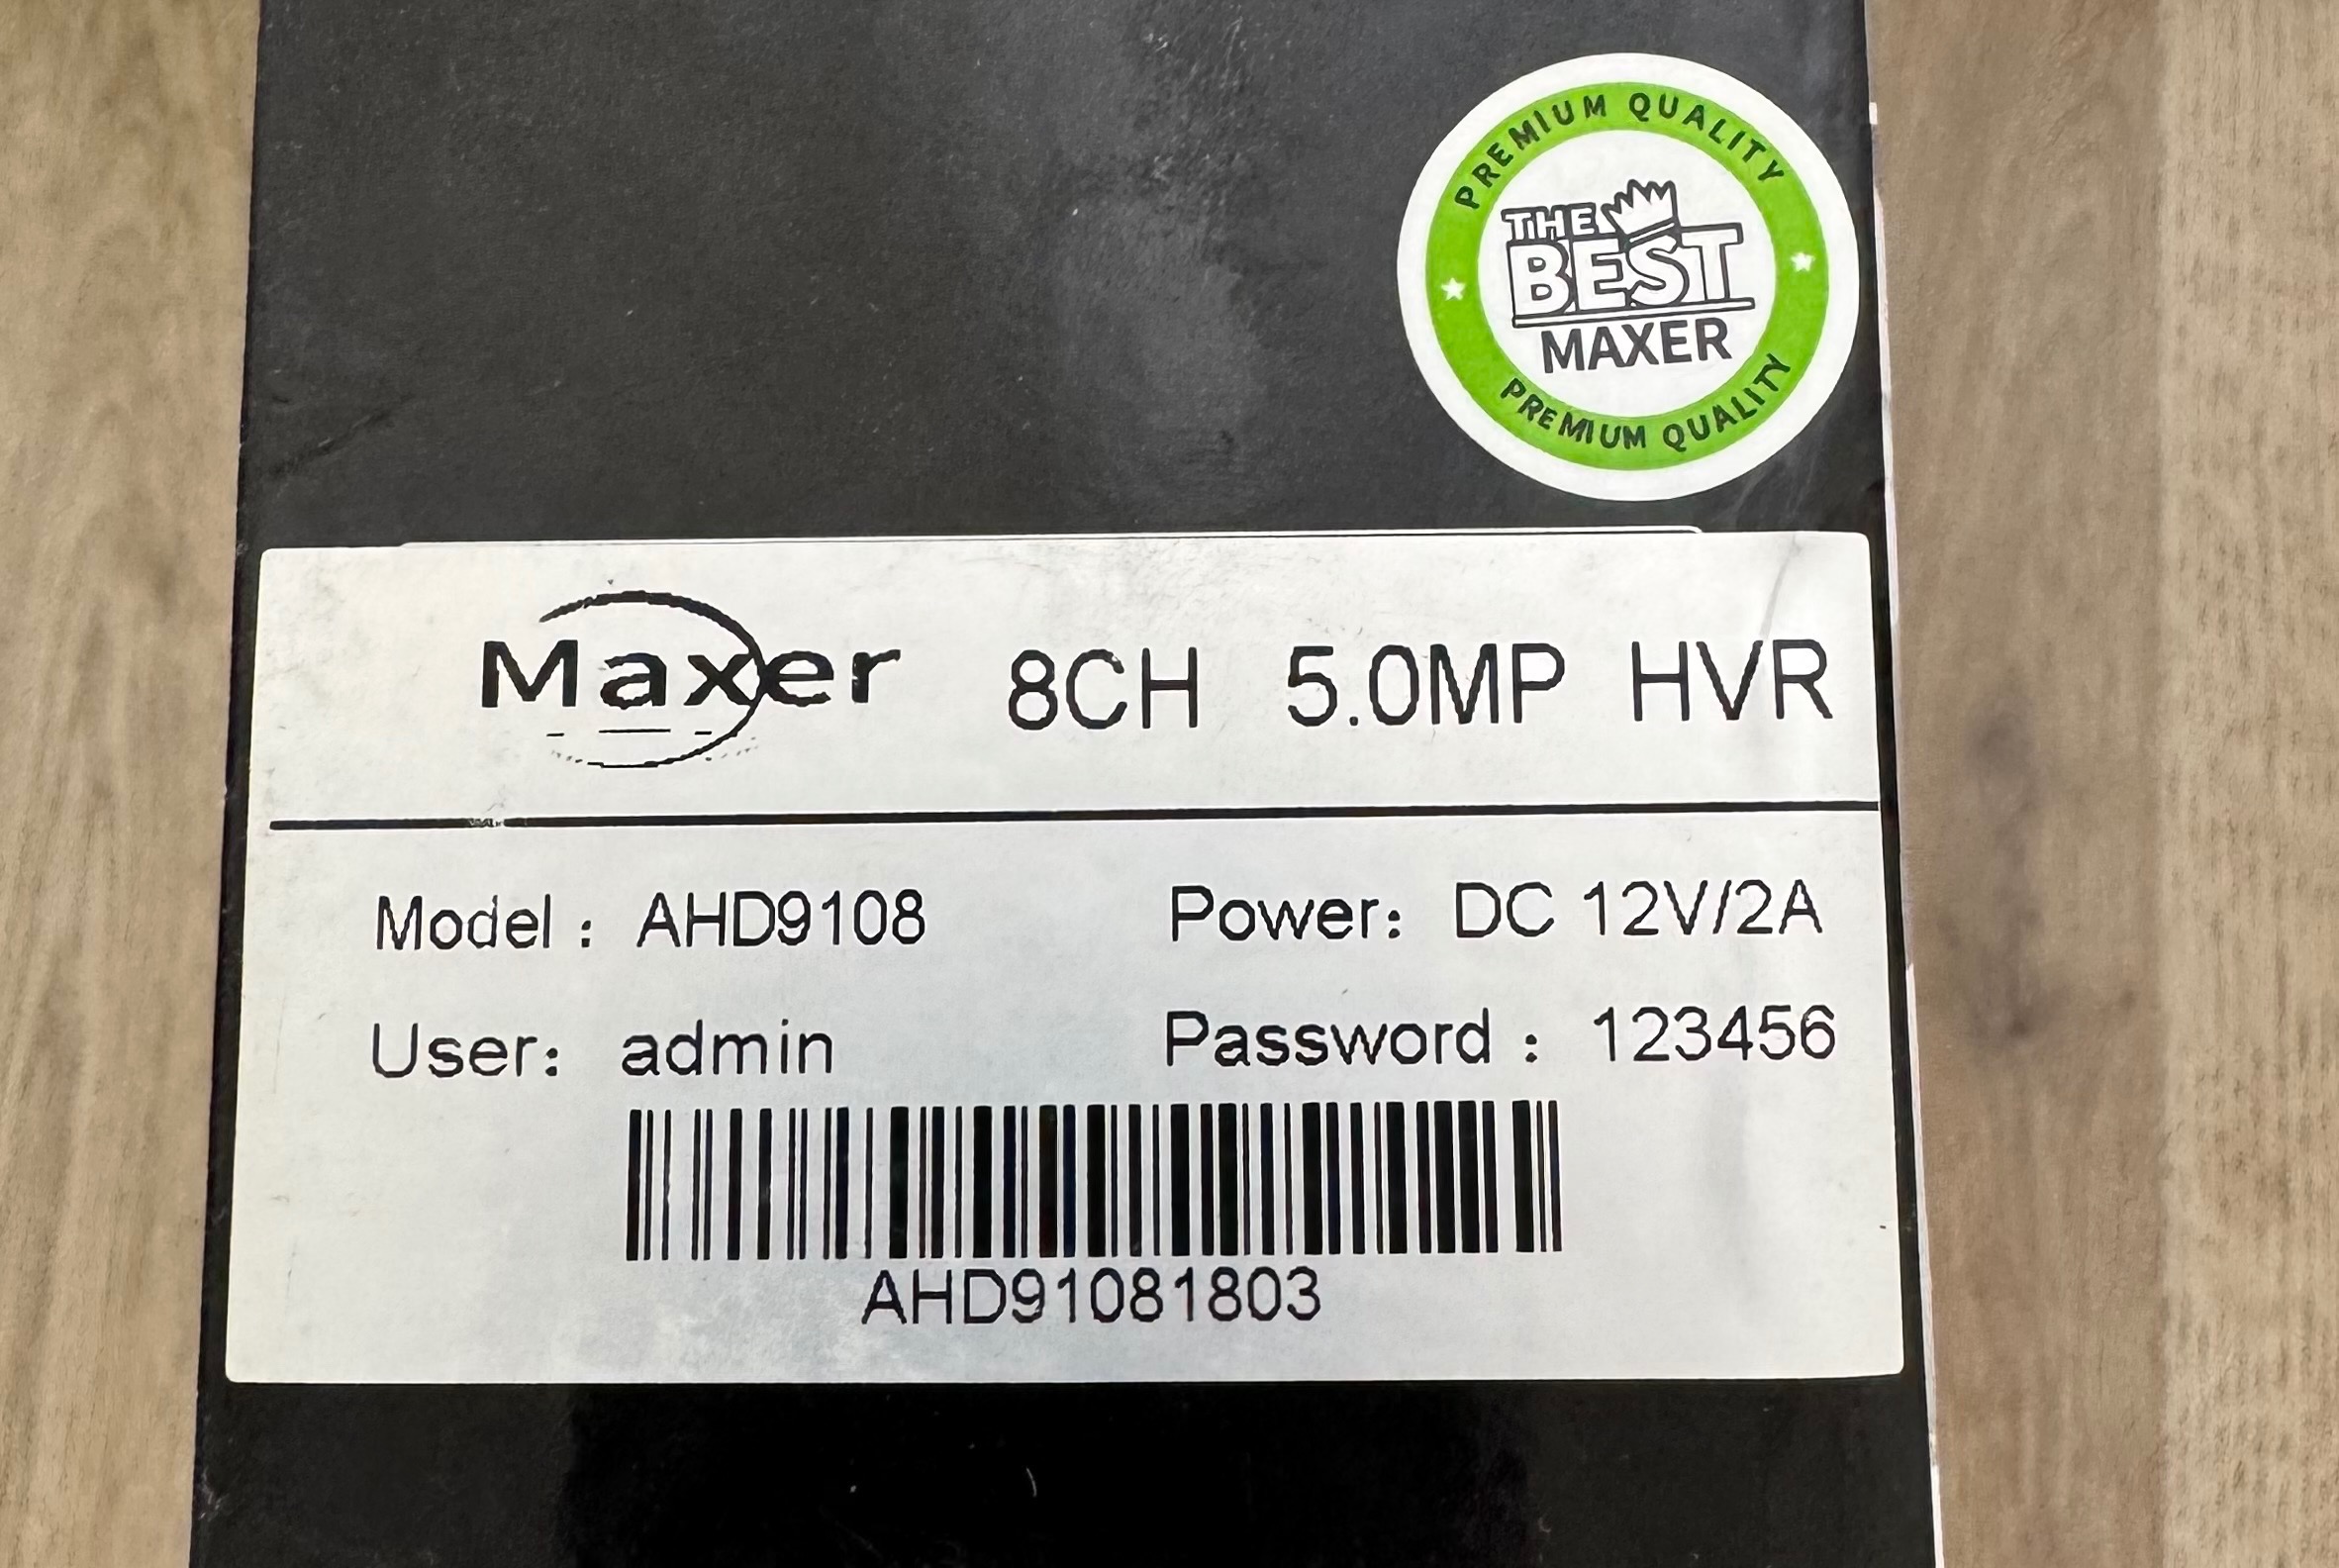 PREMIUM QUALITY
THE
BEST
MAXER
PREMIUM QUALITY
Maxer 8CH 5.0MP HVR
Model : AHD9108 Power: DC 12V/2A
User: admin Password : 123456
AHD91081803